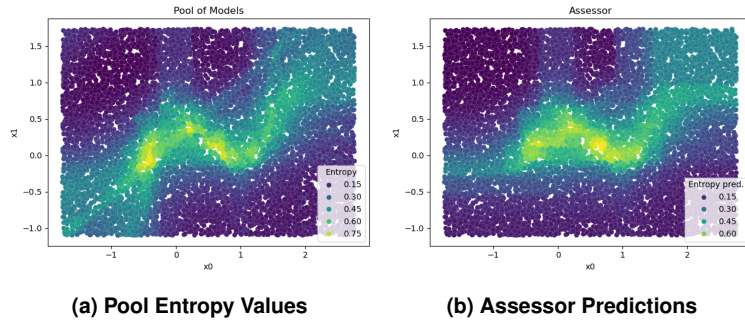 Pool of Models
1.5
1.0
0.5
0.0
−0.5
−1.0
x1
−1
0
1
2
x0
Entropy
0.15
0.30
0.45
0.60
0.75
(a) Pool Entropy Values
Assessor
1.5
1.0
0.5
0.0
−0.5
−1.0
x1
−1
0
1
2
x0
Entropy pred.
0.15
0.30
0.45
0.60
(b) Assessor Predictions